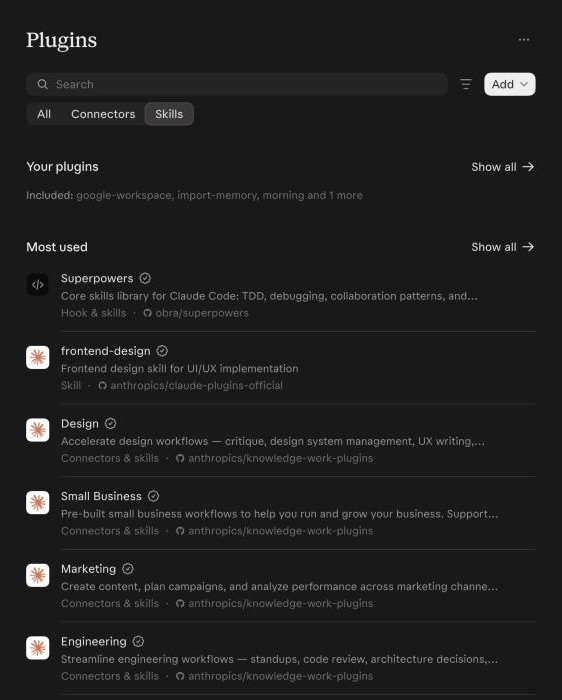 Plugins
Search
Add
All Connectors Skills
Your plugins Show all →
Included: google-workspace, import-memory, morning and 1 more
Most used Show all →
Superpowers
Core skills library for Claude Code: TDD, debugging, collaboration patterns, and...
Hook & skills · obra/superpowers
frontend-design
Frontend design skill for UI/UX implementation
Skill · anthropics/claude-plugins-official
Design
Accelerate design workflows — critique, design system management, UX writing,...
Connectors & skills · anthropics/knowledge-work-plugins
Small Business
Pre-built small business workflows to help you run and grow your business. Support...
Connectors & skills · anthropics/knowledge-work-plugins
Marketing
Create content, plan campaigns, and analyze performance across marketing channe...
Connectors & skills · anthropics/knowledge-work-plugins
Engineering
Streamline engineering workflows — standups, code review, architecture decisions,...
Connectors & skills · anthropics/knowledge-work-plugins